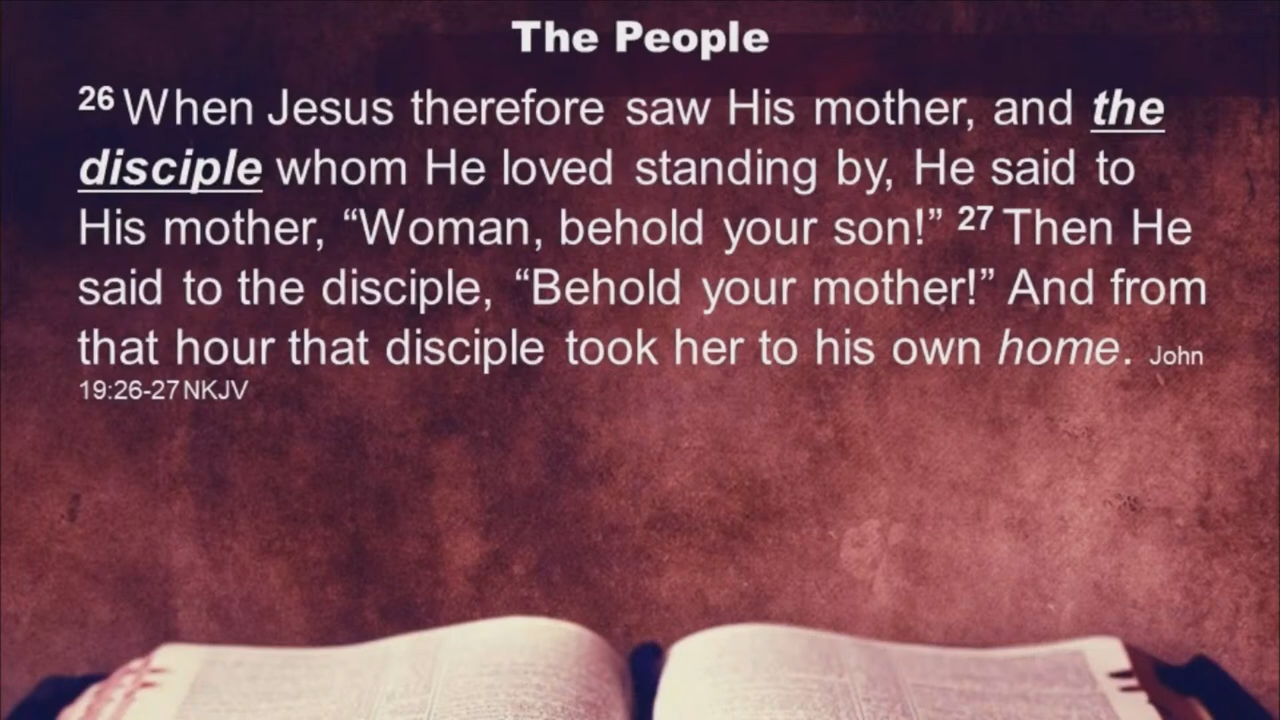 The People
26 When Jesus therefore saw His mother, and the
disciple whom He loved standing by, He said to
His mother, “Woman, behold your son!” 27 Then He
said to the disciple, “Behold your mother!” And from
that hour that disciple took her to his own home. John
19:26-27 NKJV